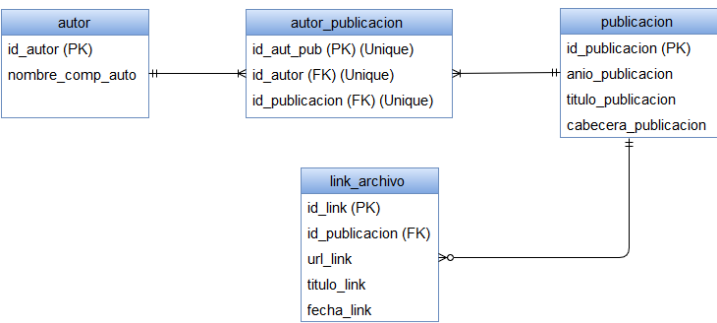 autor
id_autor (PK)
nombre_comp_auto
autor_publicacion
id_aut_pub (PK) (Unique)
id_autor (FK) (Unique)
id_publicacion (FK) (Unique)
publicacion
id_publicacion (PK)
anio_publicacion
titulo_publicacion
cabecera_publicacion
link_archivo
id_link (PK)
id_publicacion (FK)
url_link
titulo_link
fecha_link